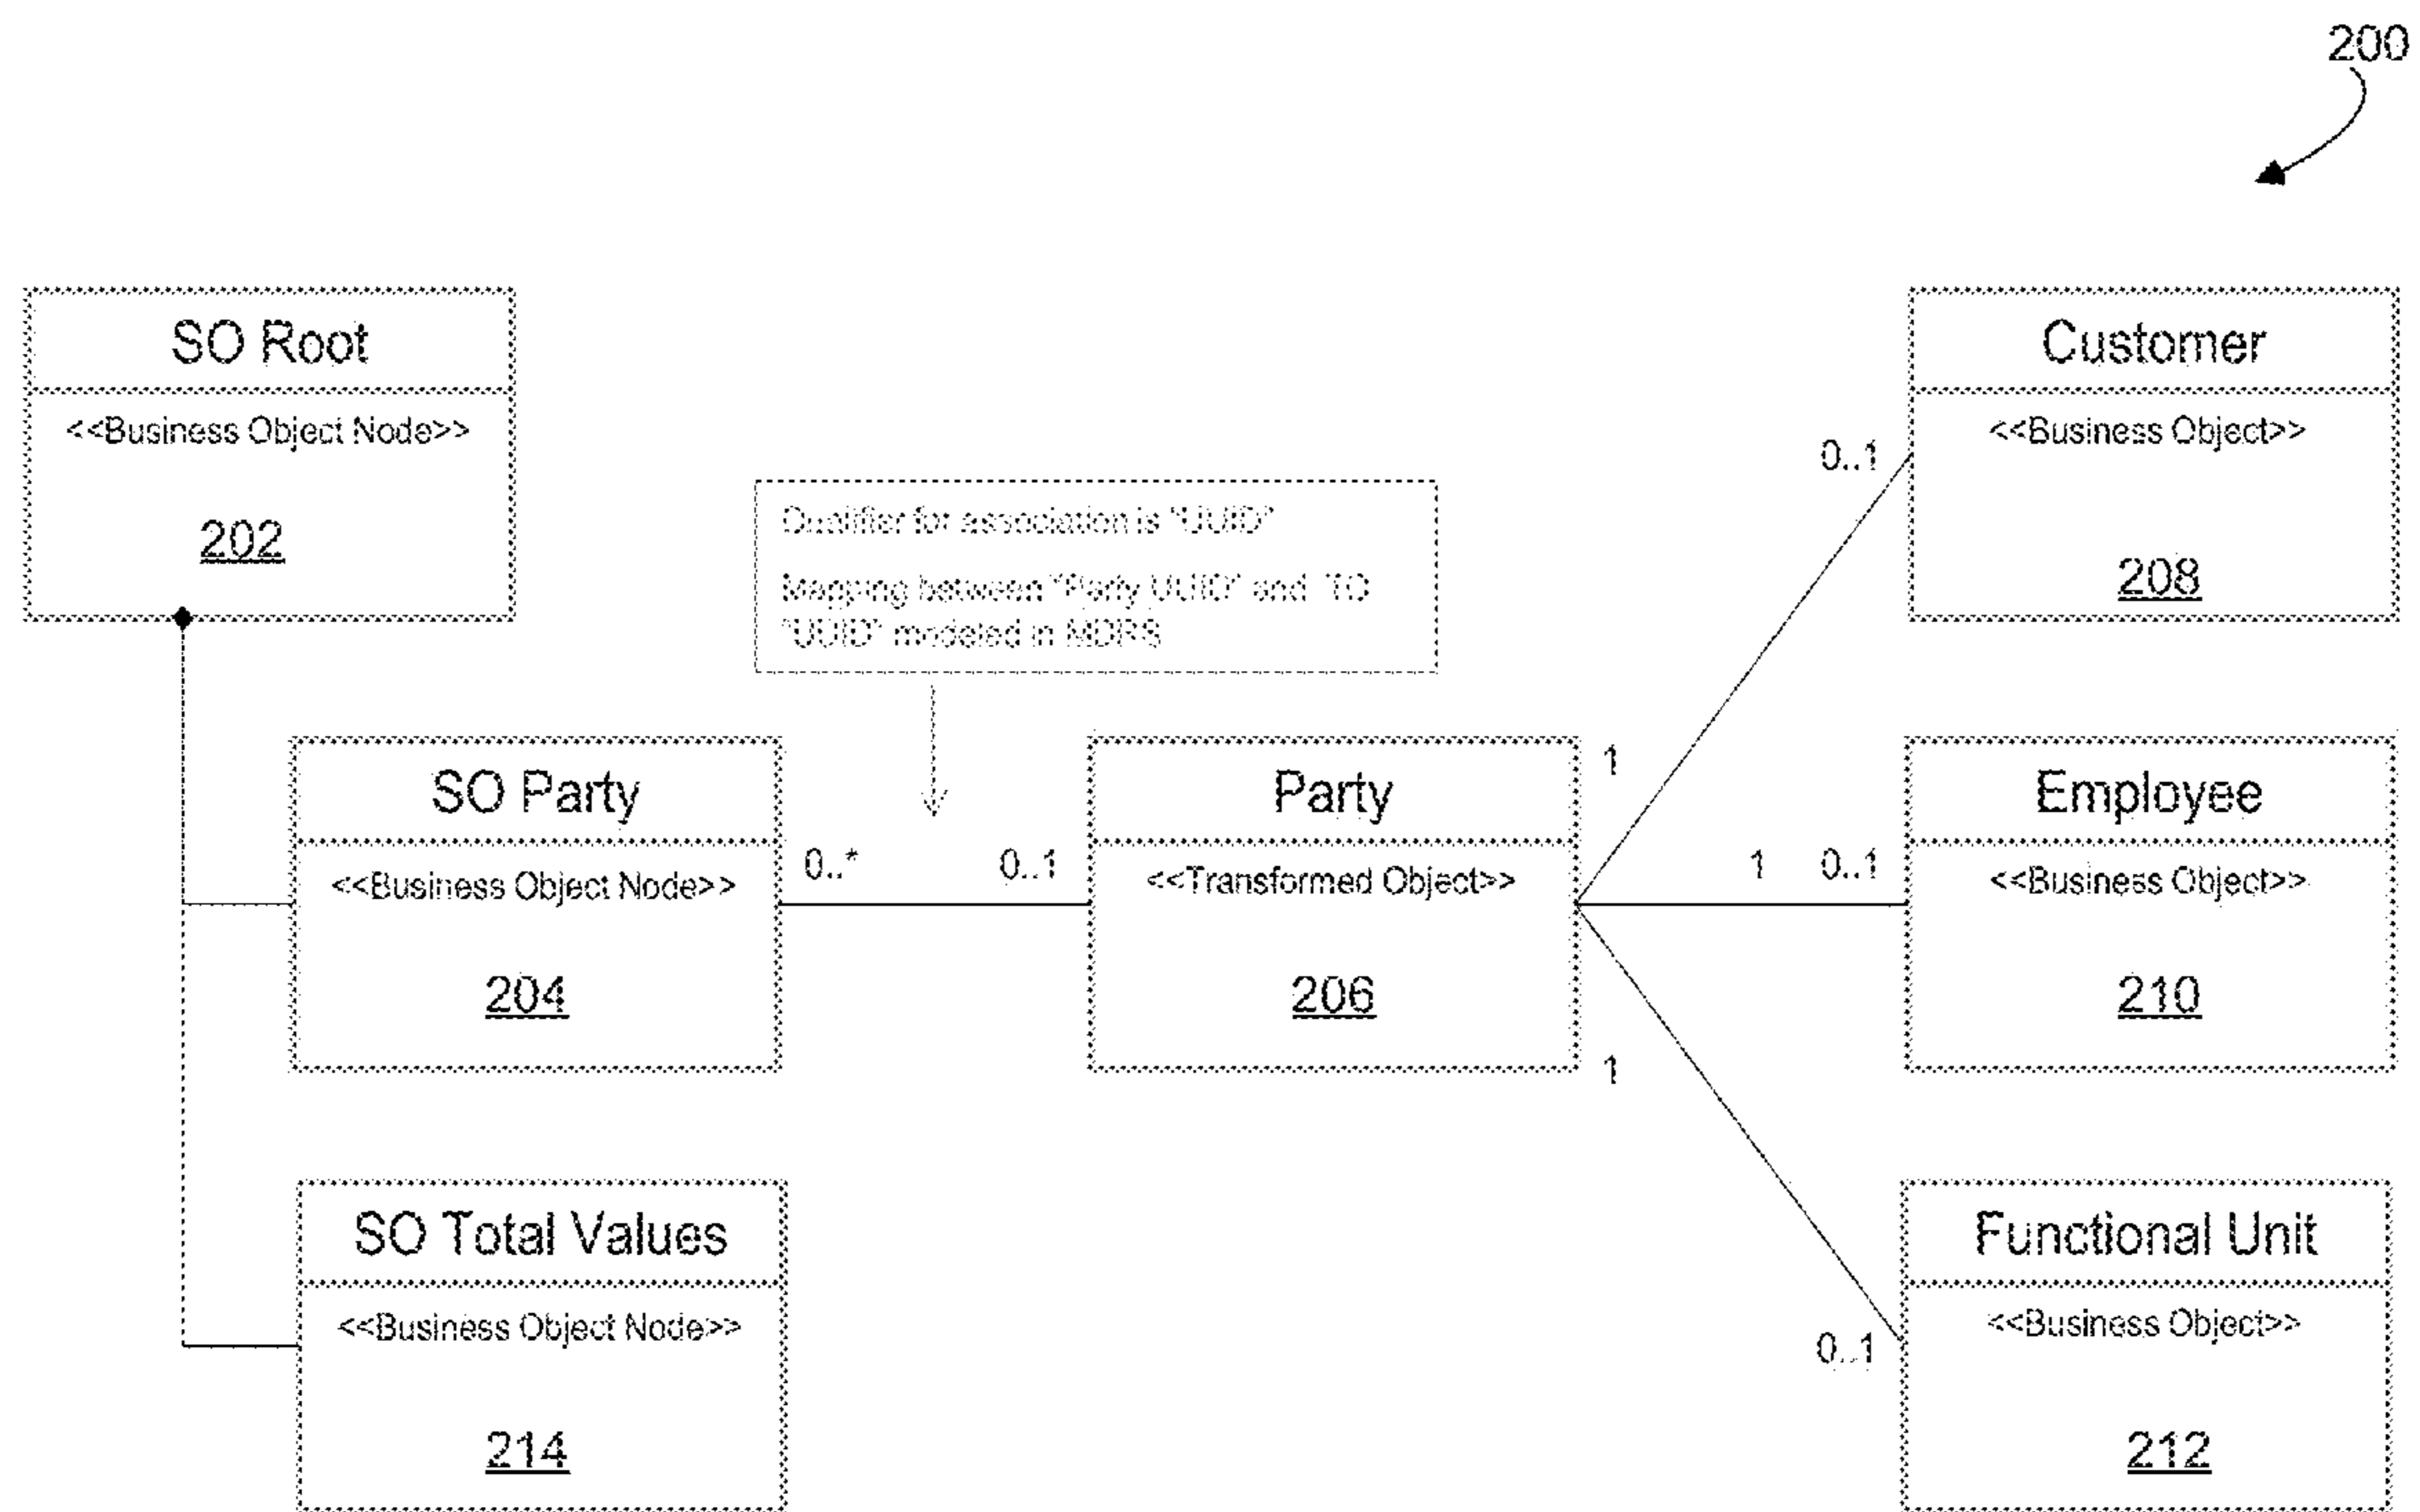 200
SO Root
<<Business Object Node>>
202
Customer
<<Business Object>>
208
0..1
Qualifier for association is "UUID"
Mapping between "Party UUID" and TO
"UUID" modeled in MDRS
SO Party
<<Business Object Node>>
204
0..*
0..1
Party
<<Transformed Object>>
206
1
1
0..1
1
Employee
<<Business Object>>
210
SO Total Values
<<Business Object Node>>
214
0..1
Functional Unit
<<Business Object>>
212